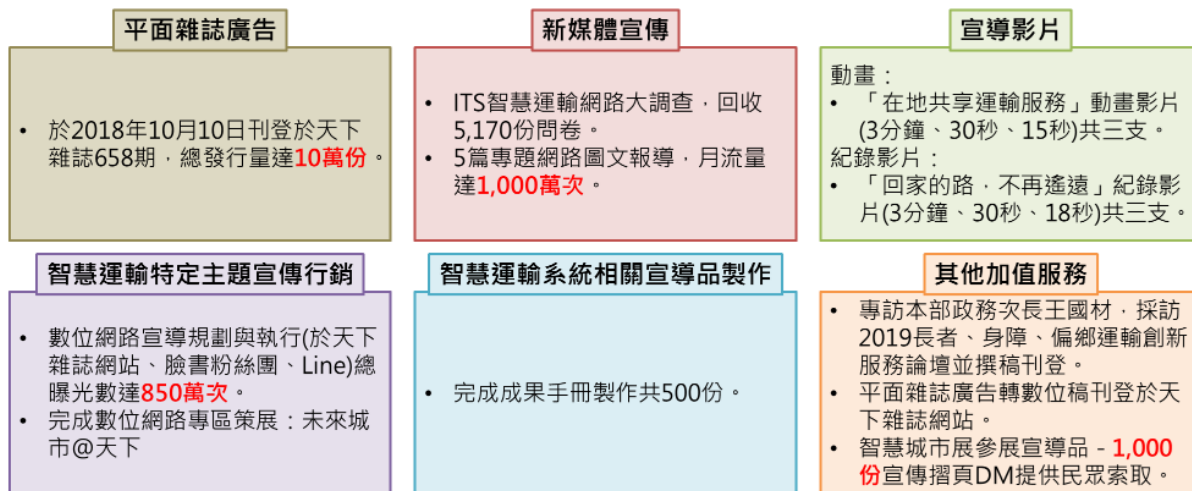 平面雜誌廣告
• 於2018年10月10日刊登於天下
雜誌658期，總發行量達10萬份。
新媒體宣傳
• ITS智慧運輸網路大調查，回收
5,170份問卷。
• 5篇專題網路圖文報導，月流量
達1,000萬次。
宣導影片
動畫：
• 「在地共享運輸服務」動畫影片
(3分鐘、30秒、15秒)共三支。
紀錄影片：
• 「回家的路，不再遙遠」紀錄影
片(3分鐘、30秒、18秒)共三支。
智慧運輸特定主題宣傳行銷
• 數位網路宣導規劃與執行(於天下
雜誌網站、臉書粉絲團、Line)總
曝光數達850萬次。
• 完成數位網路專區策展：未來城
市@天下
智慧運輸系統相關宣導品製作
• 完成成果手冊製作共500份。
其他加值服務
• 專訪本部政務次長王國材，採訪
2019長者、身障、偏鄉運輸創新
服務論壇並撰稿刊登。
• 平面雜誌廣告轉數位稿刊登於天
下雜誌網站。
• 智慧城市展參展宣導品－1,000
份宣傳摺頁DM提供民眾索取。